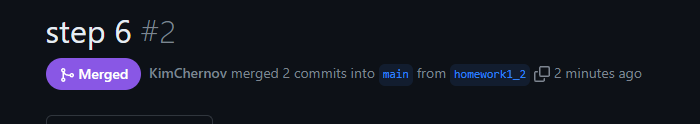 step 6 #2
Merged KimChernov merged 2 commits into main from homework1_2 2 minutes ago